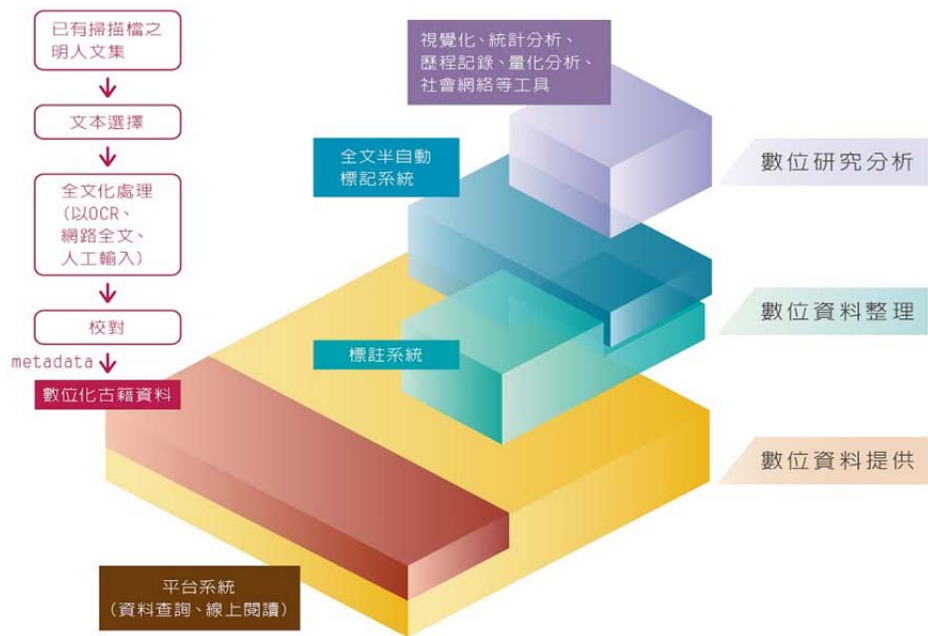 已有掃描檔之
明人文集
文本選擇
全文化處理
(以OCR、
網路全文、
人工輸入)
校對
metadata
數位化古籍資料
視覺化、統計分析、
歷程記錄、量化分析、
社會網絡等工具
全文半自動
標記系統
標註系統
平台系統
(資料查詢、線上閱讀)
數位研究分析
數位資料整理
數位資料提供